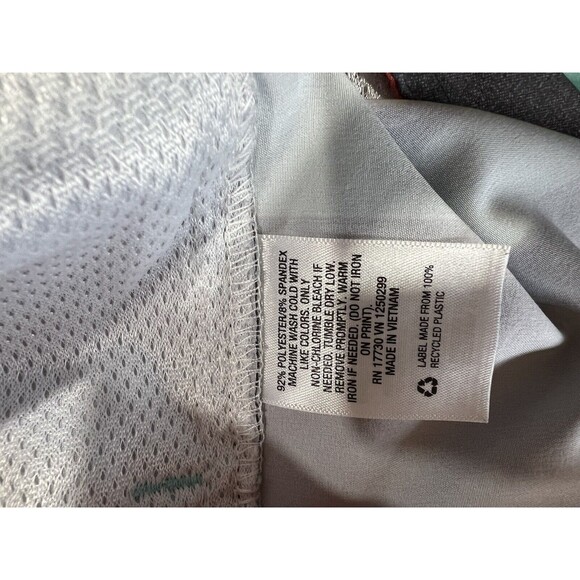 92% POLYESTER/8% SPANDEX
MACHINE WASH COLD WITH
LIKE COLORS. ONLY
NON-CHLORINE BLEACH IF
NEEDED. TUMBLE DRY LOW.
REMOVE PROMPTLY. WARM
IRON IF NEEDED. (DO NOT IRON
ON PRINT).
RN 17730 VN 1250299
MADE IN VIETNAM
LABEL MADE FROM 100%
RECYCLED PLASTIC